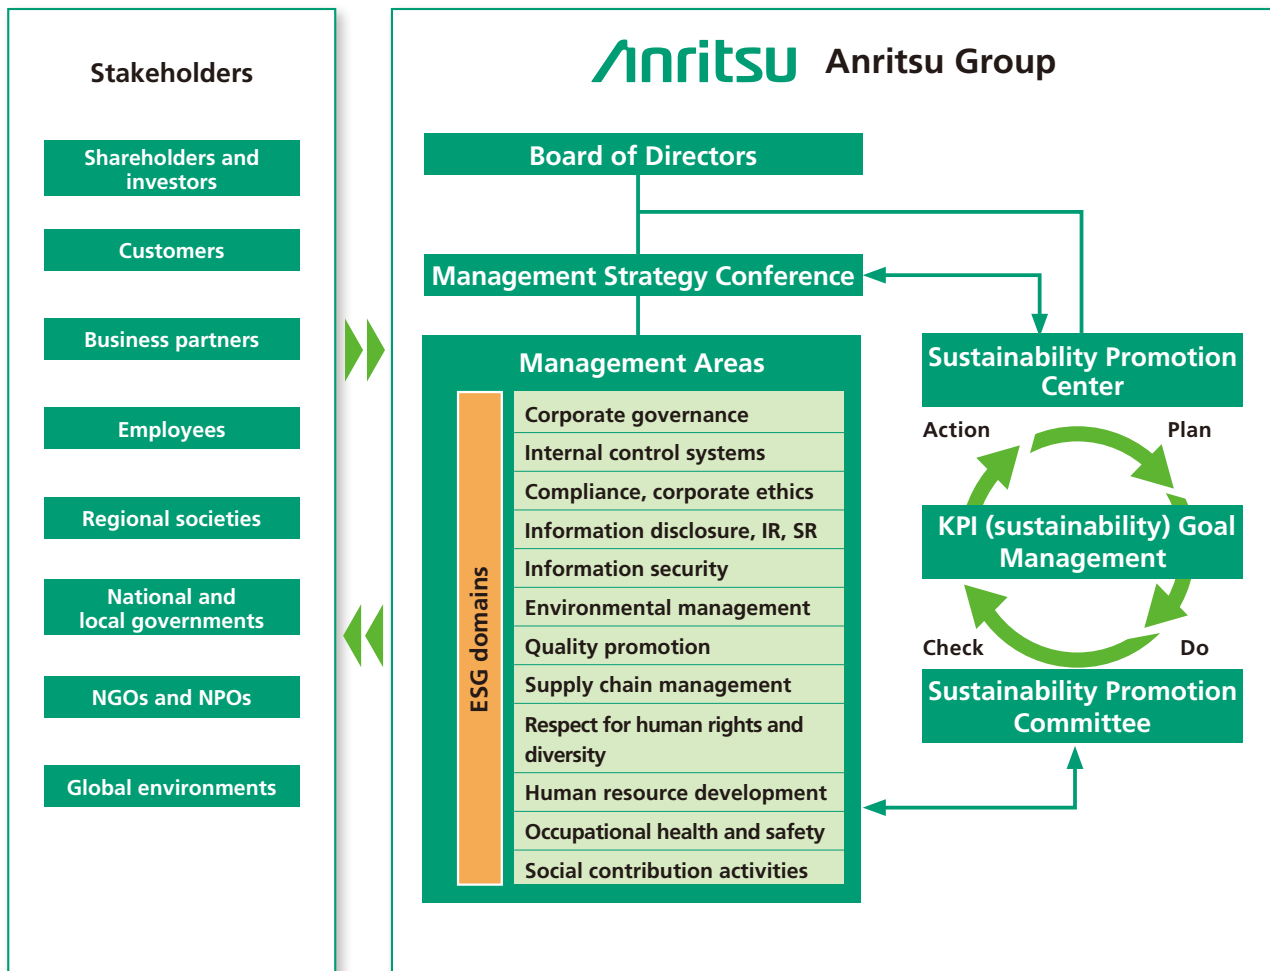 Stakeholders
Shareholders and
investors
Customers
Business partners
Employees
Regional societies
National and
local governments
NGOs and NPOs
Global environments
Anritsu Anritsu Group
Board of Directors
Management Strategy Conference
Management Areas
ESG domains
Corporate governance
Internal control systems
Compliance, corporate ethics
Information disclosure, IR, SR
Information security
Environmental management
Quality promotion
Supply chain management
Respect for human rights and
diversity
Human resource development
Occupational health and safety
Social contribution activities
Sustainability Promotion
Center
Action Plan
KPI (sustainability) Goal
Management
Check Do
Sustainability Promotion
Committee